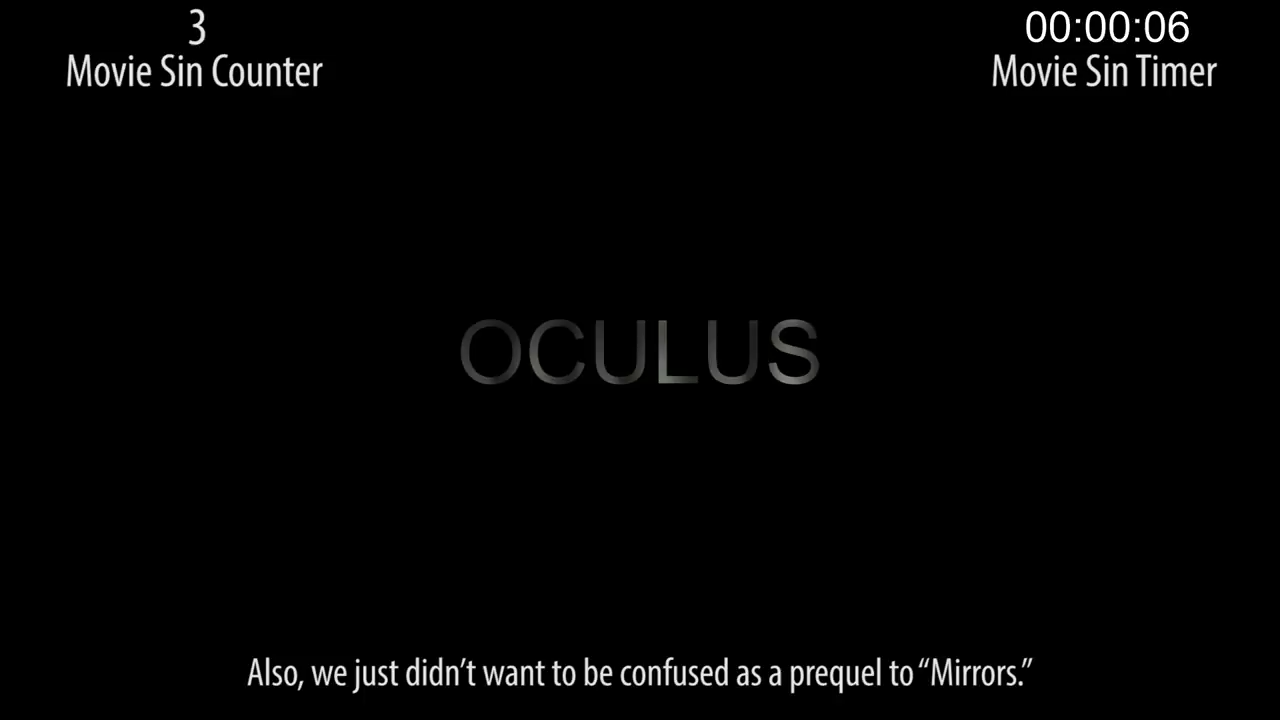 3
Movie Sin Counter
00:00:06
Movie Sin Timer
OCULUS
Also, we just didn’t want to be confused as a prequel to “Mirrors.”